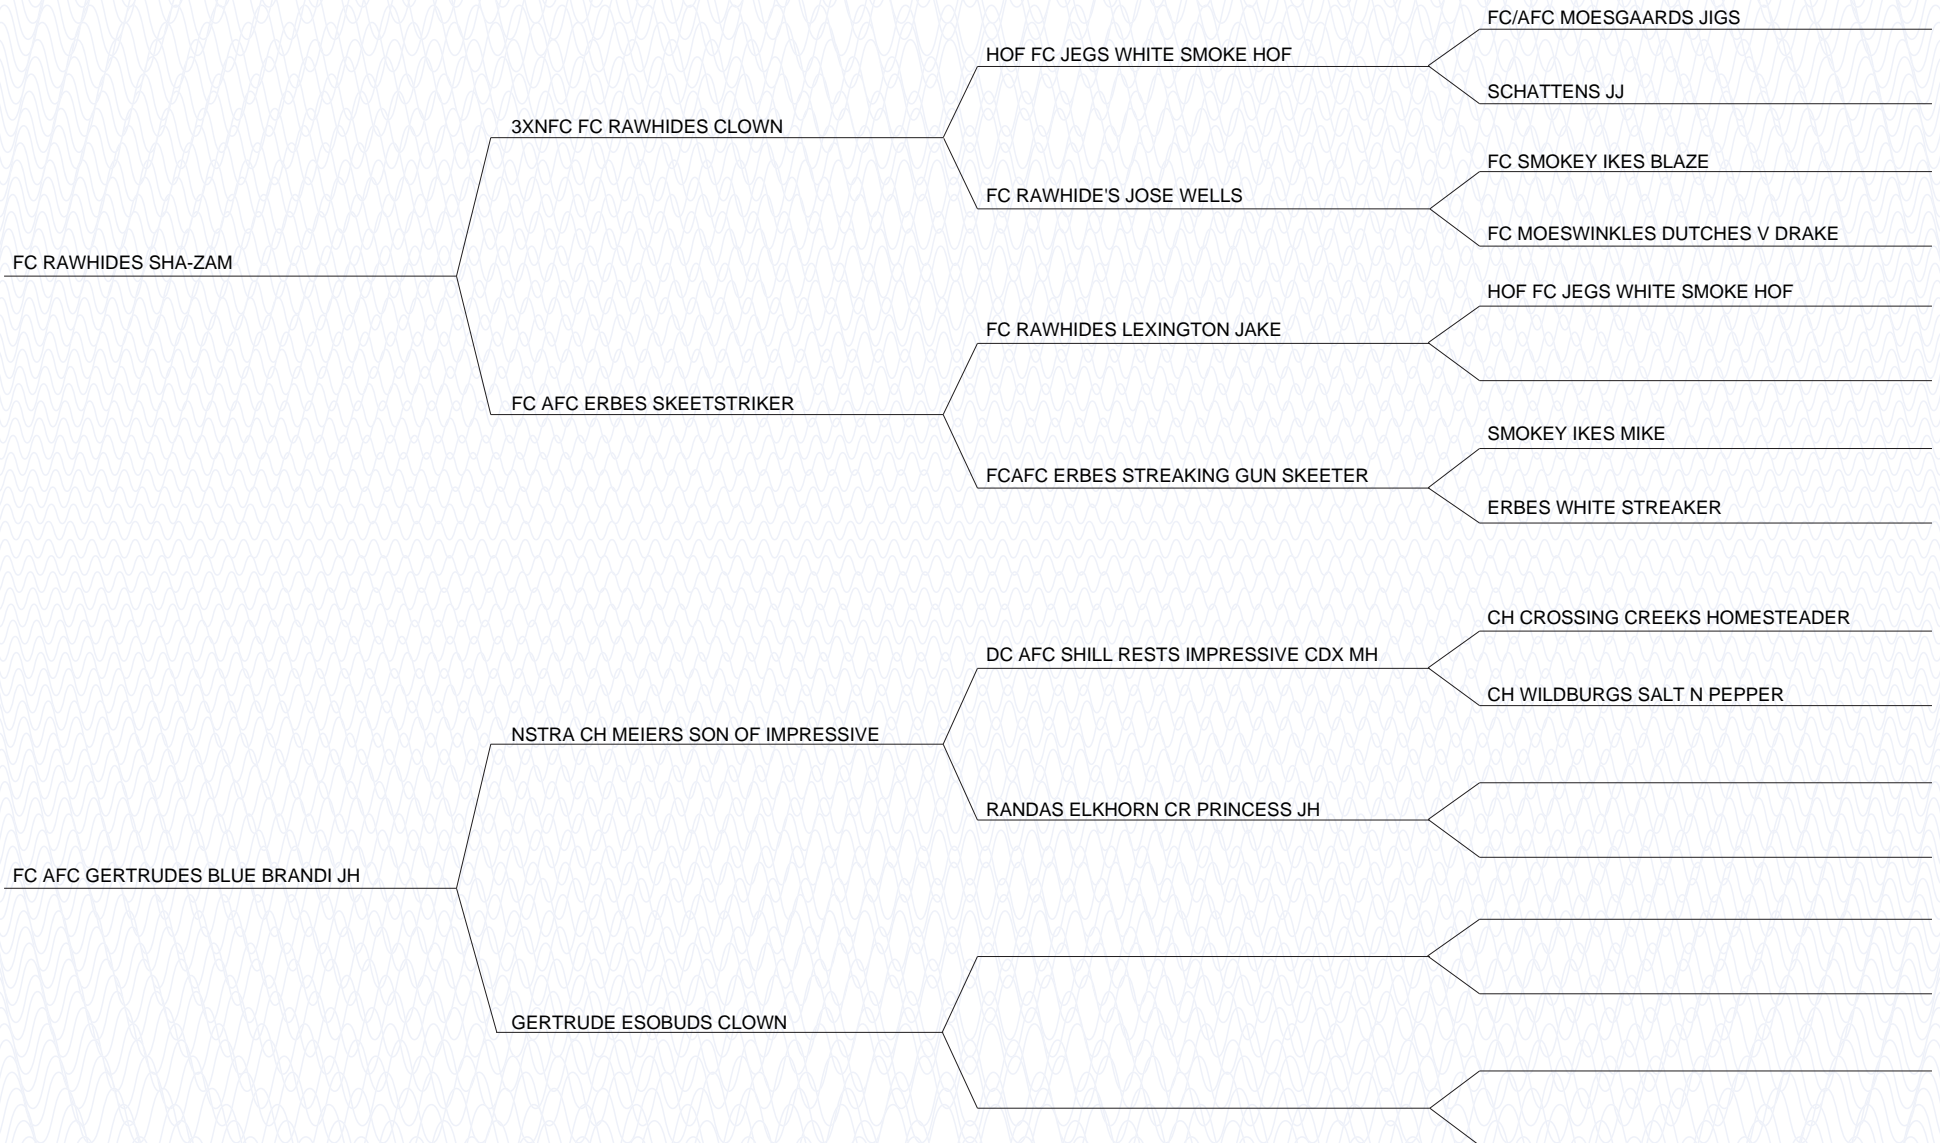 FC/AFC MOESGAARDS JIGS
HOF FC JEGS WHITE SMOKE HOF
SCHATTENS JJ
3XNFC FC RAWHIDES CLOWN
FC SMOKEY IKES BLAZE
FC RAWHIDE'S JOSE WELLS
FC MOESWINKLES DUTCHES V DRAKE
FC RAWHIDES SHA-ZAM
HOF FC JEGS WHITE SMOKE HOF
FC RAWHIDES LEXINGTON JAKE
FC AFC ERBES SKEETSTRIKER
SMOKEY IKES MIKE
FCAFC ERBES STREAKING GUN SKEETER
ERBES WHITE STREAKER
CH CROSSING CREEKS HOMESTEADER
DC AFC SHILL RESTS IMPRESSIVE CDX MH
CH WILDBURGS SALT N PEPPER
NSTRA CH MEIERS SON OF IMPRESSIVE
RANDAS ELKHORN CR PRINCESS JH
FC AFC GERTRUDES BLUE BRANDI JH
GERTRUDE ESOBUDS CLOWN